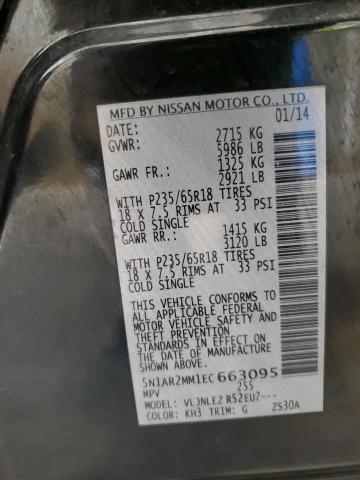 MFD BY NISSAN MOTOR CO., LTD.
DATE: 01/14
GVWR: 2715 KG
5986 LB
GAWR FR.: 1325 KG
2921 LB
WITH P235/65R18 TIRES
18 X 7.5 RIMS AT 33 PSI
COLD SINGLE
GAWR RR.: 1415 KG
3120 LB
WITH P235/65R18 TIRES
18 X 7.5 RIMS AT 33 PSI
COLD SINGLE
THIS VEHICLE CONFORMS TO
ALL APPLICABLE FEDERAL
MOTOR VEHICLE SAFETY
AND THEFT PREVENTION
STANDARDS IN EFFECT ON
THE DATE OF MANUFACTURE
SHOWN ABOVE.
5N1AR2MM1EC663095
MPV 255
MODEL: R52EU7---
COLOR: KH3 TRIM: G ZS30A